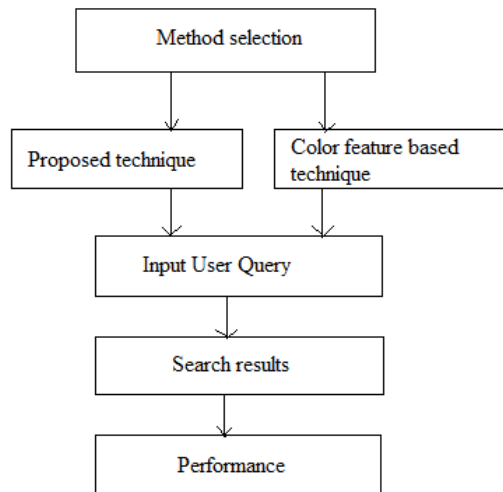 Method selection
Proposed technique
Color feature based
technique
Input User Query
Search results
Performance